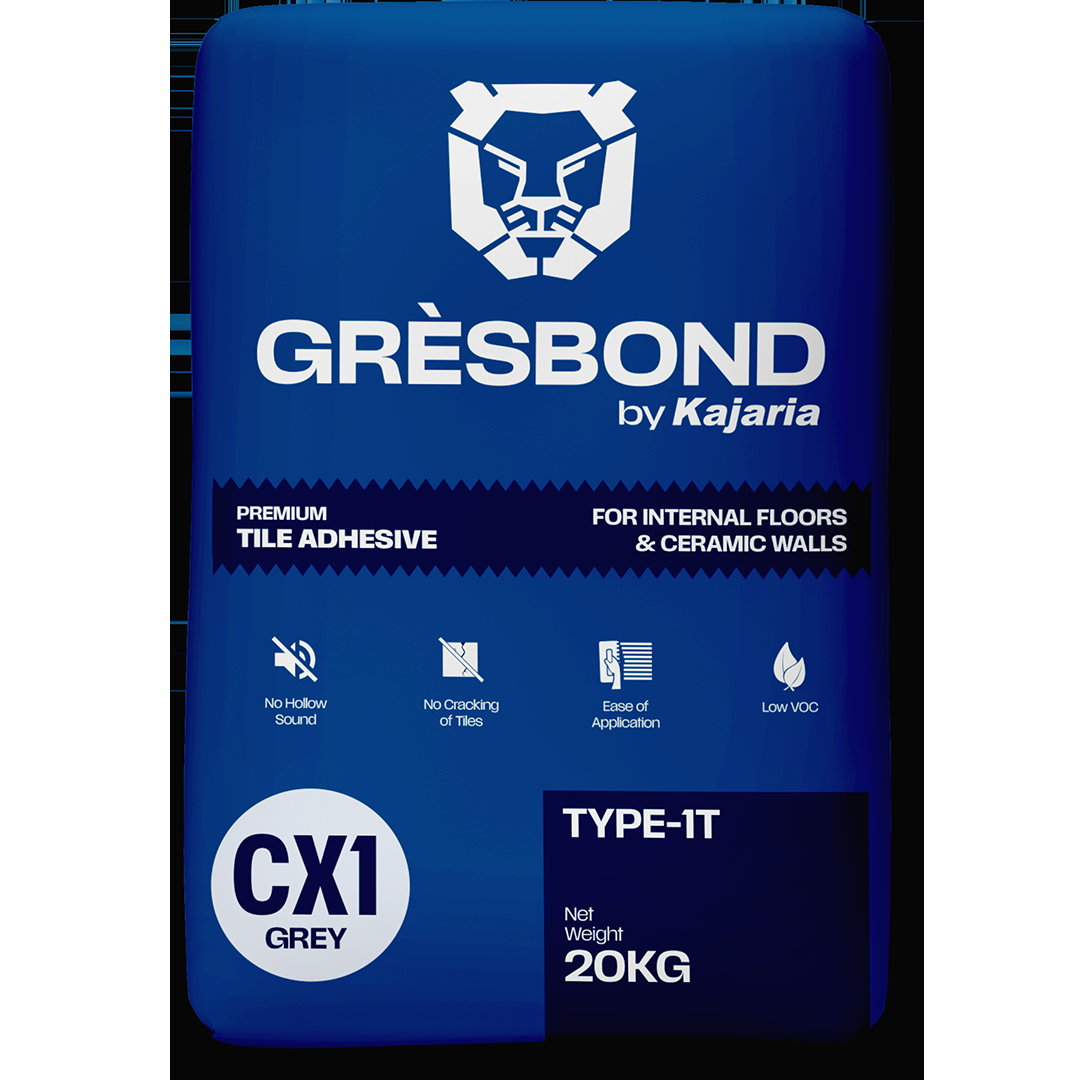 GRÈSBOND
by Kajaria
PREMIUM
TILE ADHESIVE
FOR INTERNAL FLOORS
& CERAMIC WALLS
No Hollow
Sound
No Cracking
of Tiles
Ease of
Application
Low VOC
CX1
GREY
TYPE-1T
Net
Weight
20KG